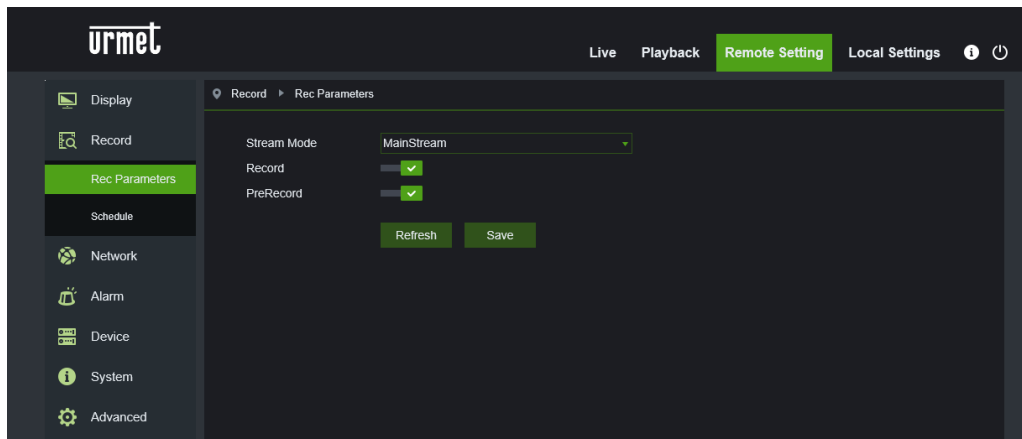 urmet
Live Playback Remote Setting Local Settings
Display
Record
Rec Parameters
Schedule
Network
Alarm
Device
System
Advanced
Record Rec Parameters
Stream Mode MainStream
Record
PreRecord
Refresh Save